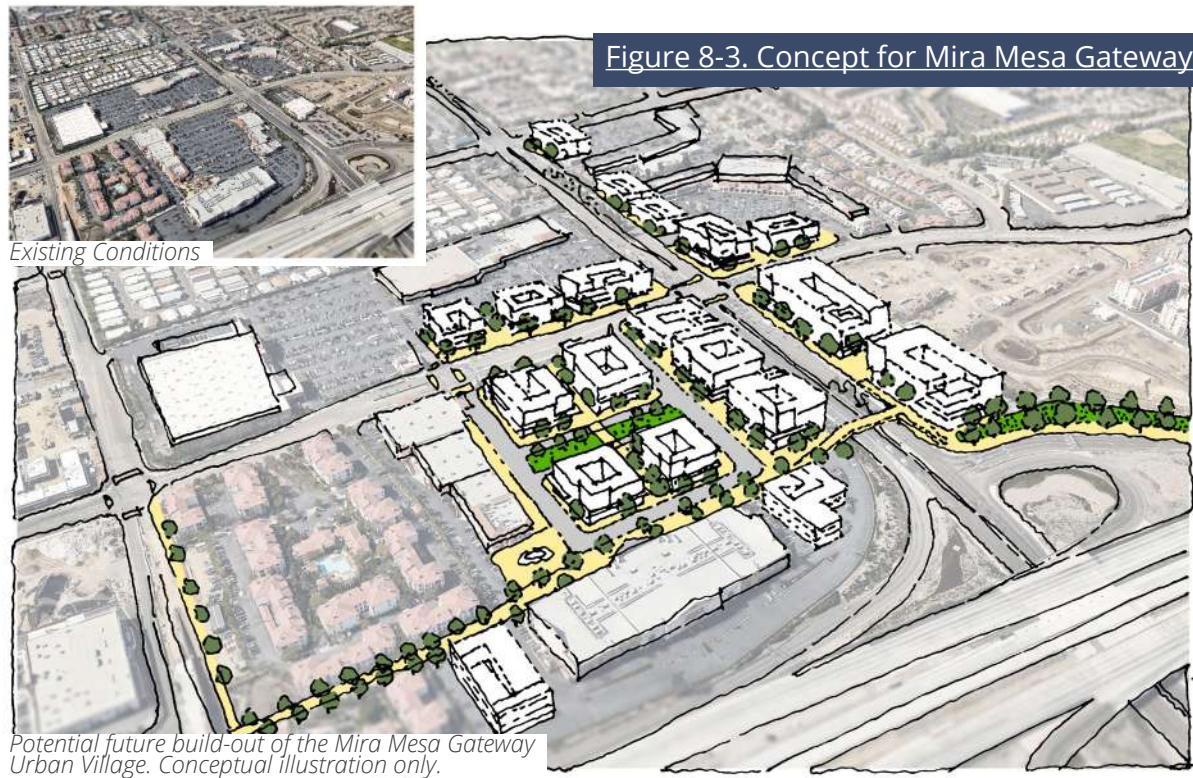 Figure 8-3. Concept for Mira Mesa Gateway
Existing Conditions
Potential future build-out of the Mira Mesa Gateway
Urban Village. Conceptual illustration only.